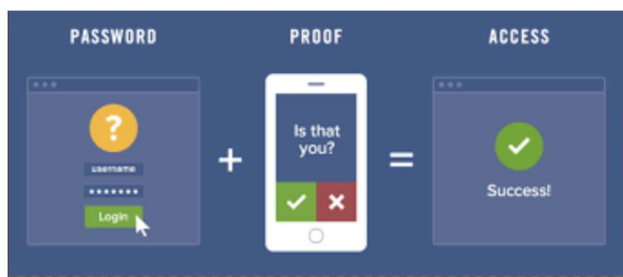 PASSWORD
PROOF
ACCESS
?
username
Login
+
Is that
you?
=
Success!